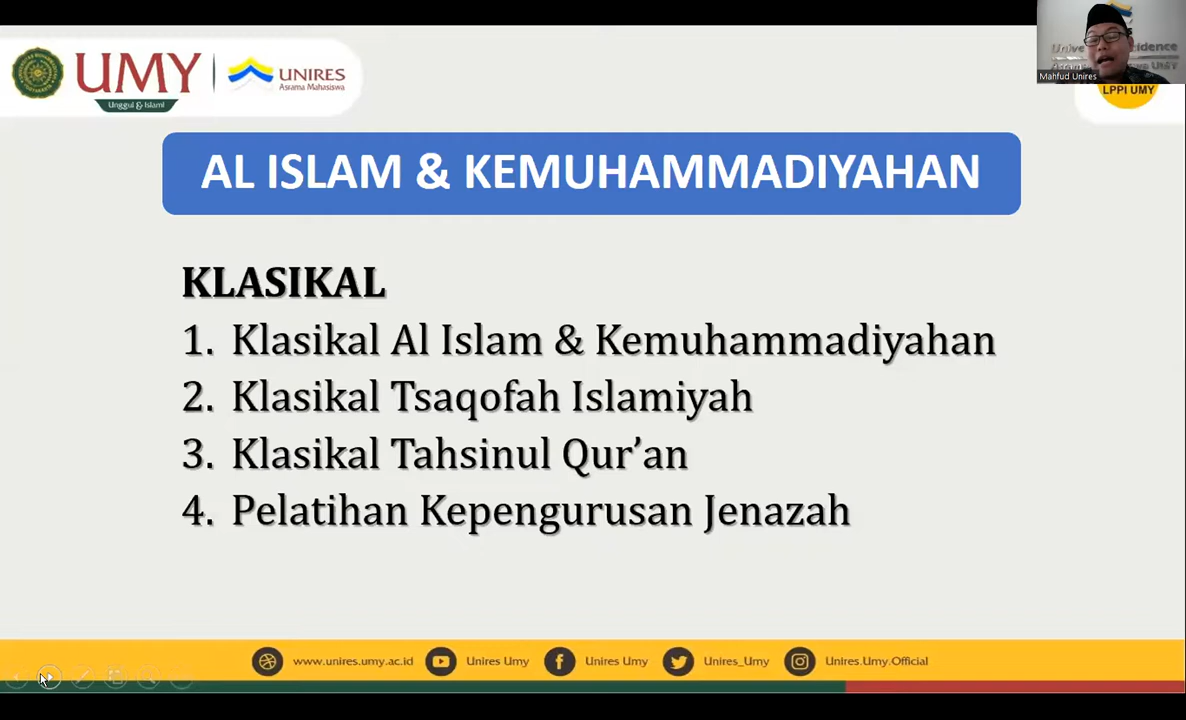 UMY
Unggul & Islami
UNIRES
Asrama Mahasiswa
Mahfud Unires
LPPI UMY
AL ISLAM & KEMUHAMMADIYAHAN
KLASIKAL
1. Klasikal Al Islam & Kemuhammadiyahan
2. Klasikal Tsaqofah Islamiyah
3. Klasikal Tahsinul Qur’an
4. Pelatihan Kepengurusan Jenazah
www.unires.umy.ac.id Unires Umy Unires Umy Unires_Umy Unires.Umy.Official